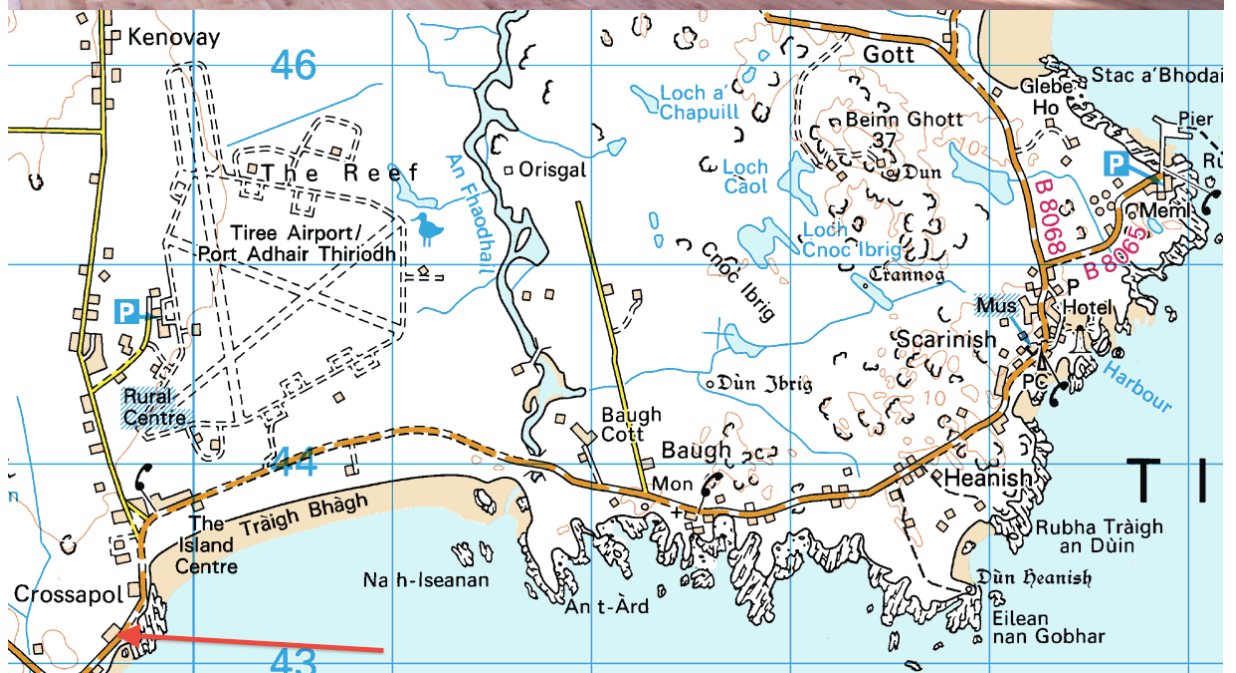 Kenovay
46
Gott
Stac a'Bhodai
Glebe
Ho
Pier
Loch a'
Chapuill
Beinn Ghott
37
10
Dun
P
Ru
The Reef
An Fhaodhail
Orisgal
Loch
Caol
B 8068
Meml
B 8065
Tiree Airport/
Port Adhair Thiriodh
Loch
Cnoc Ibrig
Cnoc Ibrig
Crannog
P
P
Hotel
Mus
Scarinish
PC
Harbour
Dùn Ibrig
10
Rural
Centre
Baugh
Cott
44
Baugh
Mon
Heanish
T I
Tràigh Bhàgh
The
Island
Centre
Rubha Tràigh
an Dùin
Na h-Iseanan
Dùn Heanish
Crossapol
An t-Àrd
Eilean
nan Gobhar
43